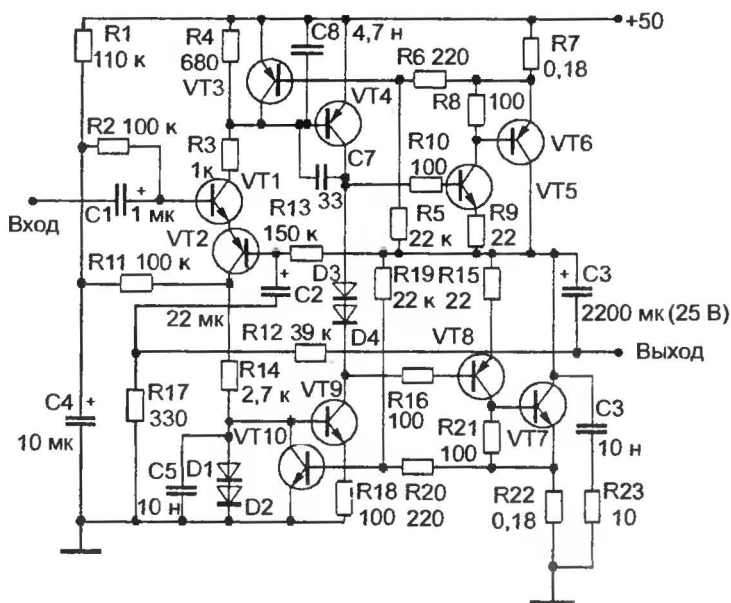 R1
110 к
R4
680
C8
4,7 н
+50
R6 220
R7
0,18
VT3
VT4
R8
100
R2 100 к
R3
1к
VT1
C7
33
R10
100
VT6
VT5
Вход
C1
+
1 мк
R13
150 к
VT2
R5
22 к
R9
22
R11 100 к
D3
+
C2
22 мк
R19
22 к
R15
22
+
C3
2200 мк (25 В)
D4
R12 39 к
VT8
Выход
R14
2,7 к
C4
+
10 мк
R17
330
VT9
R16
100
C3
10 н
VT10
R21
100
VT7
C5
10 н
D1
D2
R18
100
R20
220
R22
0,18
R23
10